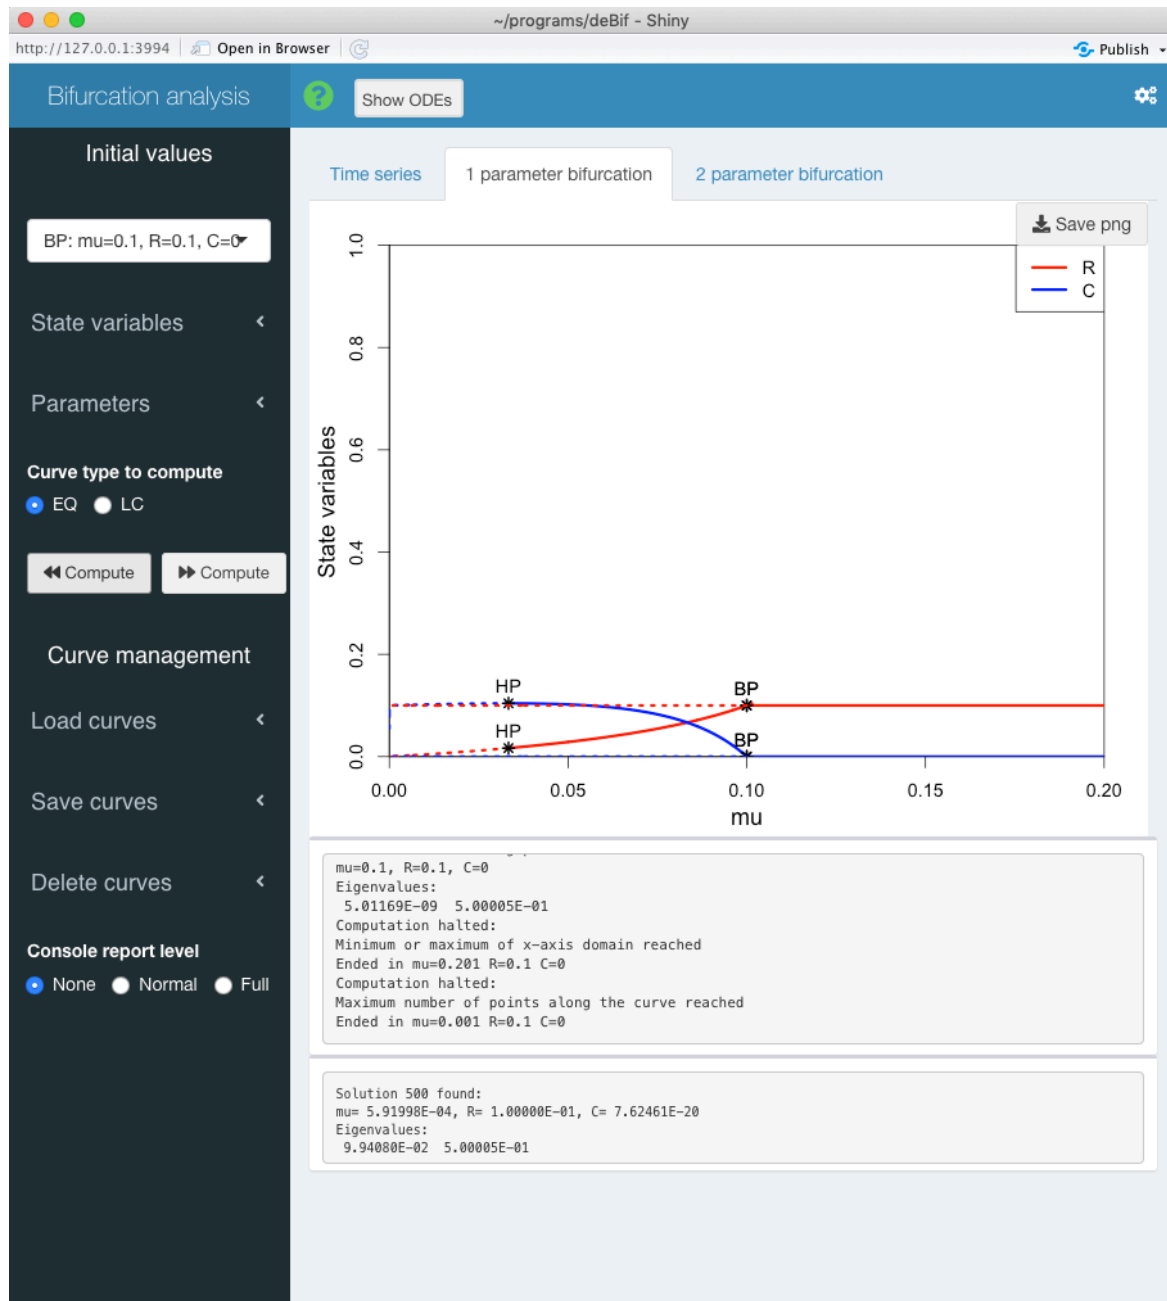 ~/programs/deBif - Shiny
http://127.0.0.1:3994 Open in Browser Publish
Bifurcation analysis
Show ODEs
Initial values
BP: mu=0.1, R=0.1, C=0
State variables
Parameters
Curve type to compute
EQ LC
Compute Compute
Curve management
Load curves
Save curves
Delete curves
Console report level
None Normal Full
Time series 1 parameter bifurcation 2 parameter bifurcation
Save png
R
C
State variables
1.0
0.8
0.6
0.4
0.2
0.0
HP
BP
HP
BP
0.00 0.05 0.10 0.15 0.20
mu
mu=0.1, R=0.1, C=0
Eigenvalues:
5.01169E-09 5.00005E-01
Computation halted:
Minimum or maximum of x-axis domain reached
Ended in mu=0.201 R=0.1 C=0
Computation halted:
Maximum number of points along the curve reached
Ended in mu=0.001 R=0.1 C=0
Solution 500 found:
mu= 5.91998E-04, R= 1.00000E-01, C= 7.62461E-20
Eigenvalues:
9.94080E-02 5.00005E-01